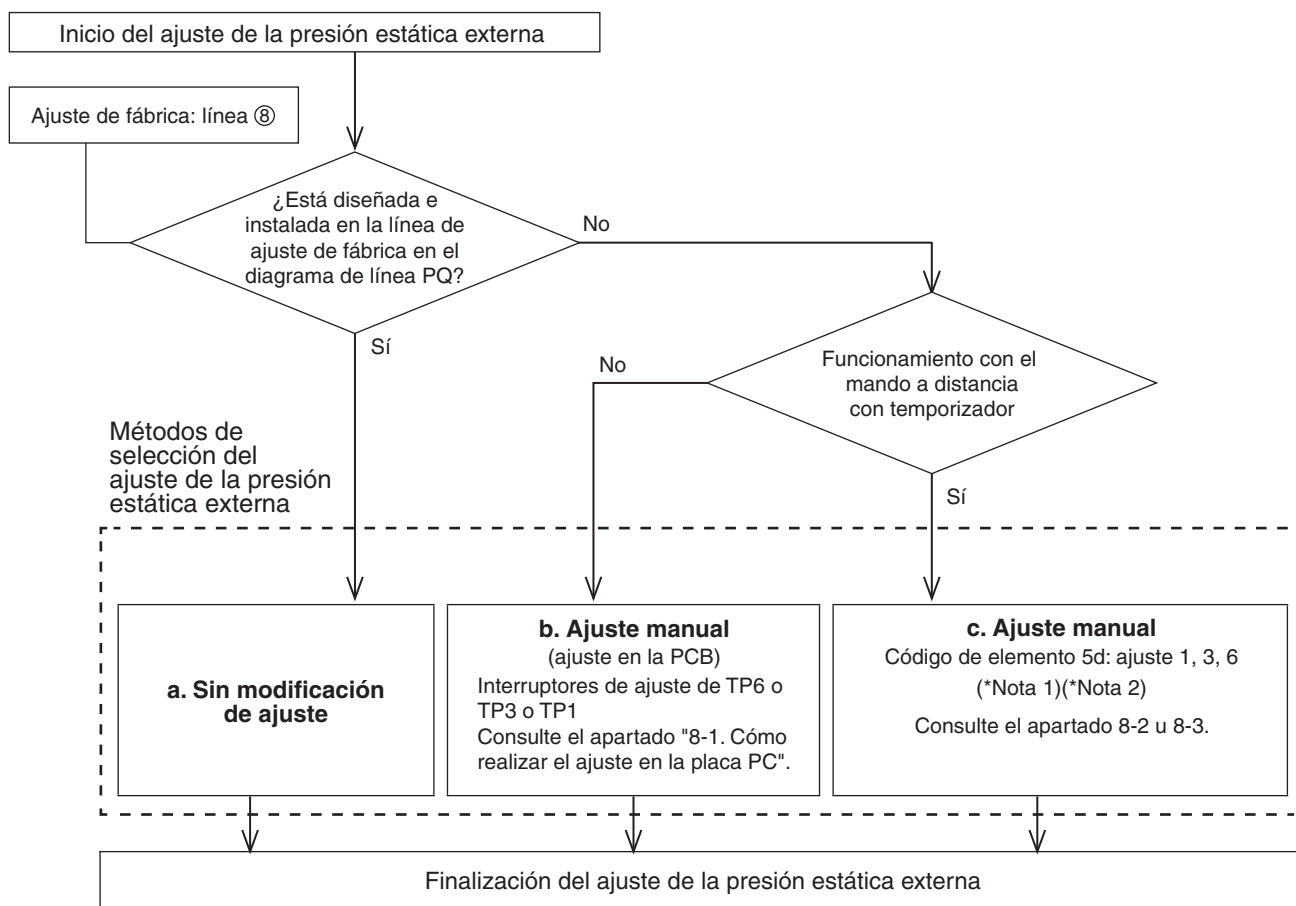 Inicio del ajuste de la presión estática externa
Ajuste de fábrica: línea ⑧
¿Está diseñada e
instalada en la línea de
ajuste de fábrica en el
diagrama de línea PQ?
No
Sí
Funcionamiento con el
mando a distancia
con temporizador
No
Sí
Métodos de
selección del
ajuste de la presión
estática externa
a. Sin modificación
de ajuste
b. Ajuste manual
(ajuste en la PCB)
Interruptores de ajuste de TP6 o
TP3 o TP1
Consulte el apartado "8-1. Cómo
realizar el ajuste en la placa PC".
c. Ajuste manual
Código de elemento 5d: ajuste 1, 3, 6
(*Nota 1)(*Nota 2)
Consulte el apartado 8-2 u 8-3.
Finalización del ajuste de la presión estática externa